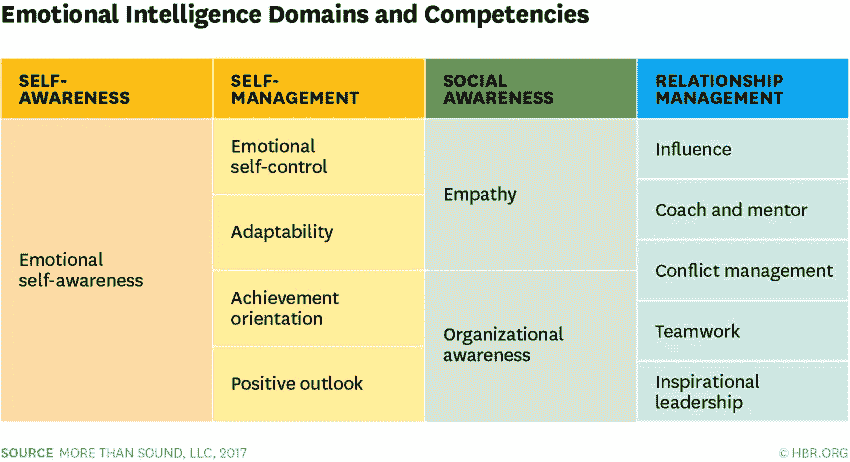 Emotional Intelligence Domains and Competencies
SELF-
AWARENESS
SELF-
MANAGEMENT
SOCIAL
AWARENESS
RELATIONSHIP
MANAGEMENT
Emotional
self-awareness
Emotional
self-control
Adaptability
Achievement
orientation
Positive outlook
Empathy
Organizational
awareness
Influence
Coach and mentor
Conflict management
Teamwork
Inspirational
leadership
SOURCE MORE THAN SOUND, LLC, 2017
© HBR.ORG